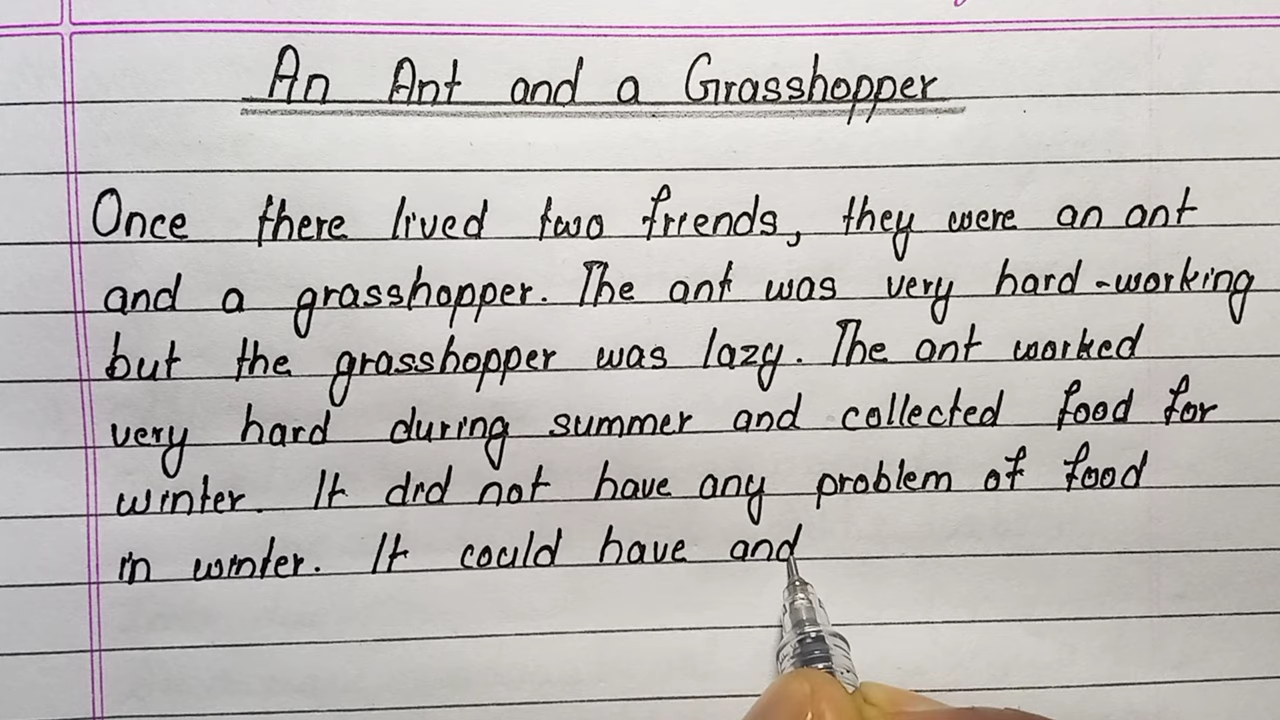 An Ant and a Grasshopper
Once there lived two friends, they were an ant
and a grasshopper. The ant was very hard-working
but the grasshopper was lazy. The ant worked
very hard during summer and collected food for
winter. It did not have any problem of food
in winter. It could have and